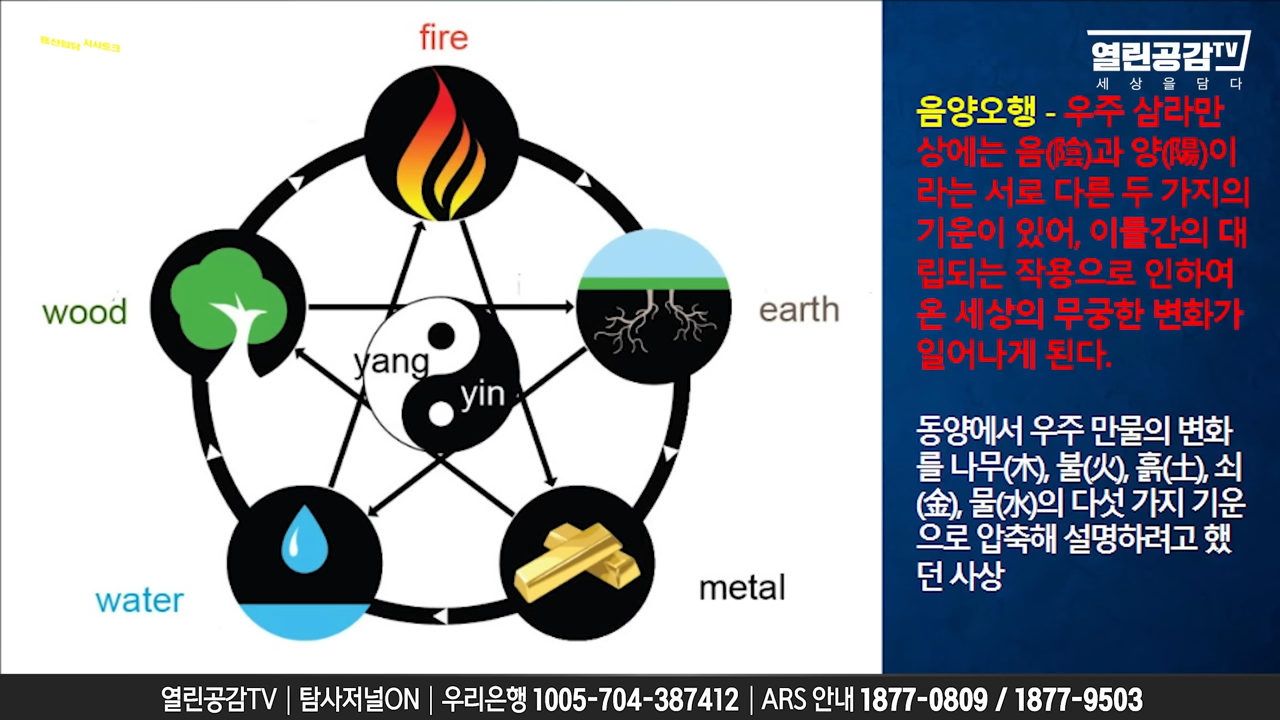 fire
wood
earth
yang
yin
water
metal
열린공감TV
세상을담다
음양오행 - 우주 삼라만
상에는 음(陰)과 양(陽)이
라는 서로 다른 두 가지의
기운이 있어, 이들간의 대
립되는 작용으로 인하여
온 세상의 무궁한 변화가
일어나게 된다.
동양에서 우주 만물의 변화
를 나무(木), 불(火), 흙(土), 쇠
(金), 물(水)의 다섯 가지 기운
으로 압축해 설명하려고 했
던 사상
열린공감TV | 탐사저널ON | 우리은행 1005-704-387412 | ARS 안내 1877-0809 / 1877-9503